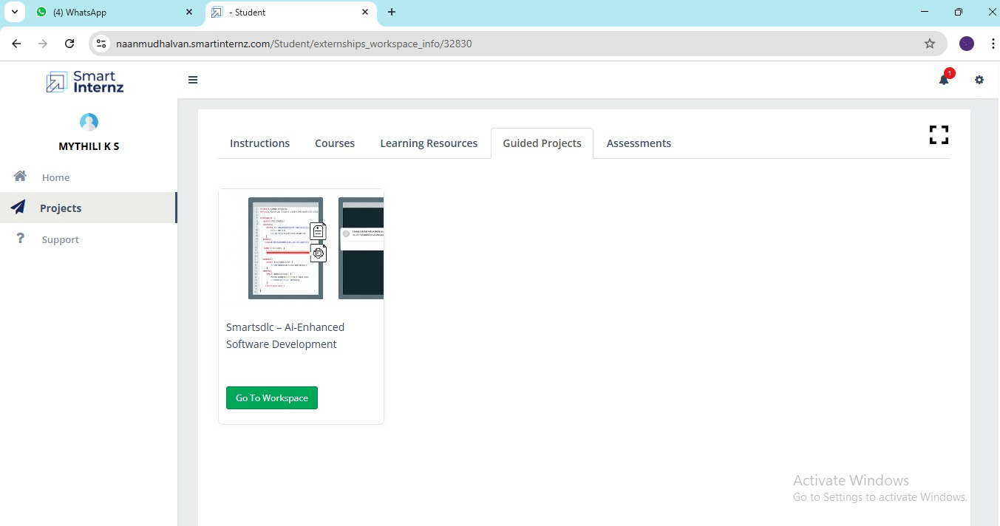 (4) WhatsApp
- Student
naanmudhalvan.smartinternz.com/Student/externships_workspace_info/32830
Smart
Internz
1
MYTHILI K S
Home
Projects
Support
Instructions
Courses
Learning Resources
Guided Projects
Assessments
Smartsdlc – Ai-Enhanced
Software Development
Go To Workspace
Activate Windows
Go to Settings to activate Windows.